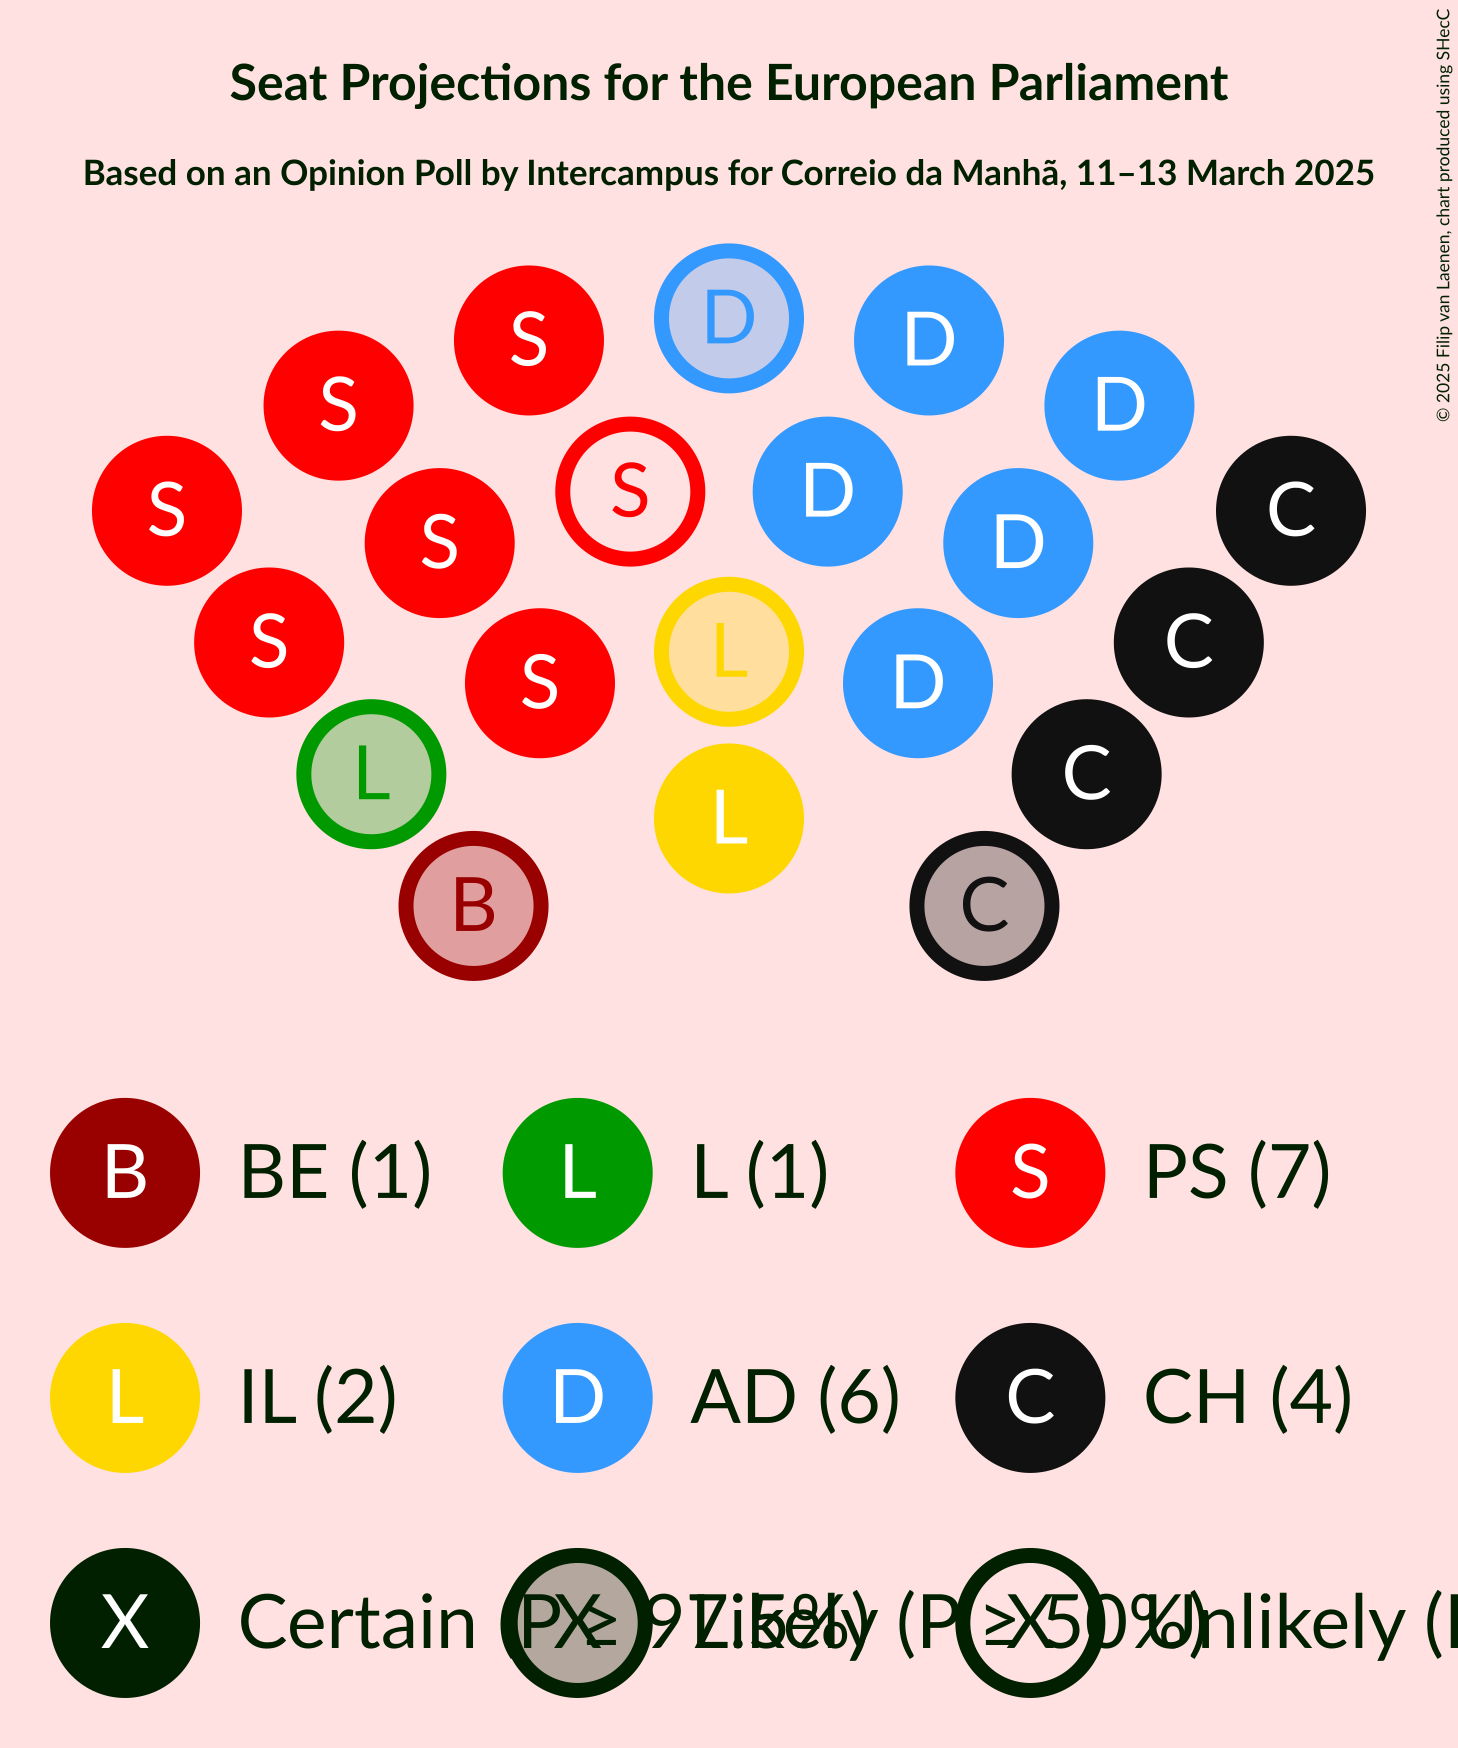 Seat Projections for the European Parliament
Based on an Opinion Poll by Intercampus for Correio da Manhã, 11–13 March 2025
© 2025 Filip van Laenen, chart produced using SHecC
D
S D
S D
S D
S C
S D
S C
L
S D
L C
L
B C
B BE (1) L L (1) S PS (7)
L IL (2) D AD (6) C CH (4)
X Certain (P ≥ 97.5%) X Likely (P ≥ 50%) X Unlikely